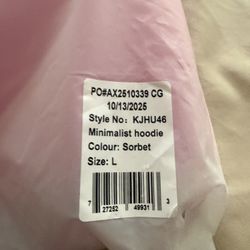 PO#AX2510339 CG
10/13/2025
Style No: KJHU46
Minimalist hoodie
Colour: Sorbet
Size: L
7 27252 49931 3